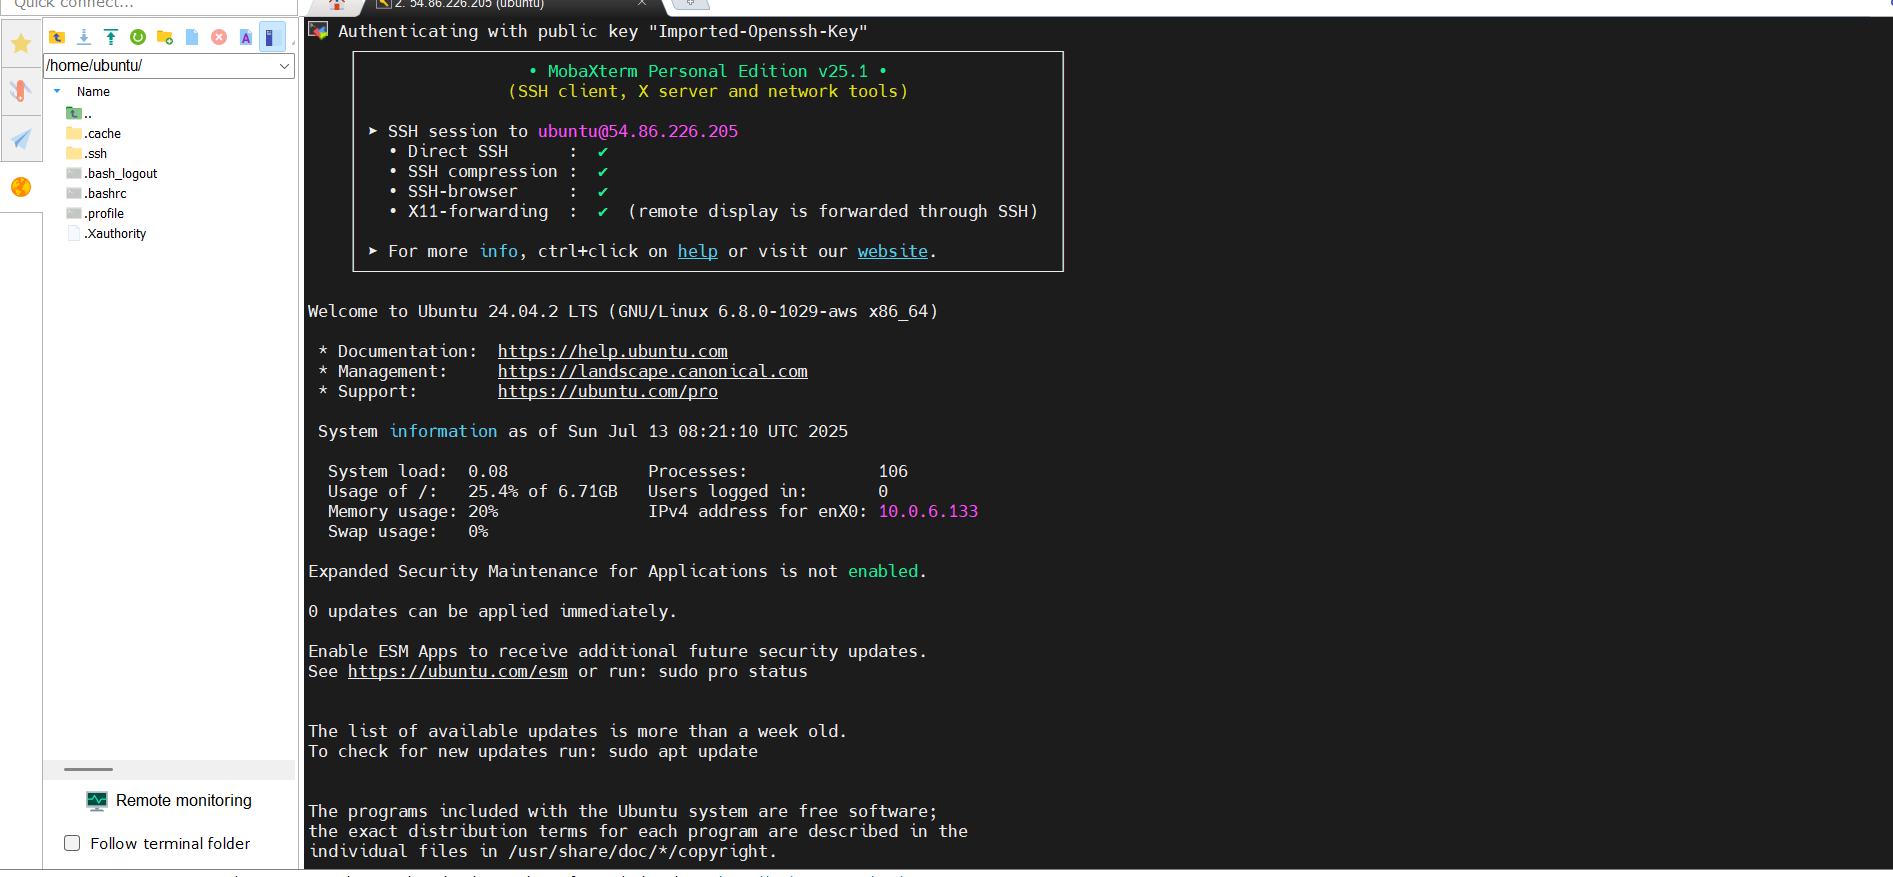 Quick connect...
2. 54.86.226.205 (ubuntu)
/home/ubuntu/
Name
..
.cache
.ssh
.bash_logout
.bashrc
.profile
.Xauthority
Remote monitoring
Follow terminal folder
Authenticating with public key "Imported-Openssh-Key"
• MobaXterm Personal Edition v25.1 •
(SSH client, X server and network tools)
➤ SSH session to ubuntu@54.86.226.205
• Direct SSH : ✔
• SSH compression : ✔
• SSH-browser : ✔
• X11-forwarding : ✔ (remote display is forwarded through SSH)
➤ For more info, ctrl+click on help or visit our website.
Welcome to Ubuntu 24.04.2 LTS (GNU/Linux 6.8.0-1029-aws x86_64)
* Documentation: https://help.ubuntu.com
* Management: https://landscape.canonical.com
* Support: https://ubuntu.com/pro
System information as of Sun Jul 13 08:21:10 UTC 2025
System load: 0.08 Processes: 106
Usage of /: 25.4% of 6.71GB Users logged in: 0
Memory usage: 20% IPv4 address for enX0: 10.0.6.133
Swap usage: 0%
Expanded Security Maintenance for Applications is not enabled.
0 updates can be applied immediately.
Enable ESM Apps to receive additional future security updates.
See https://ubuntu.com/esm or run: sudo pro status
The list of available updates is more than a week old.
To check for new updates run: sudo apt update
The programs included with the Ubuntu system are free software;
the exact distribution terms for each program are described in the
individual files in /usr/share/doc/*/copyright.